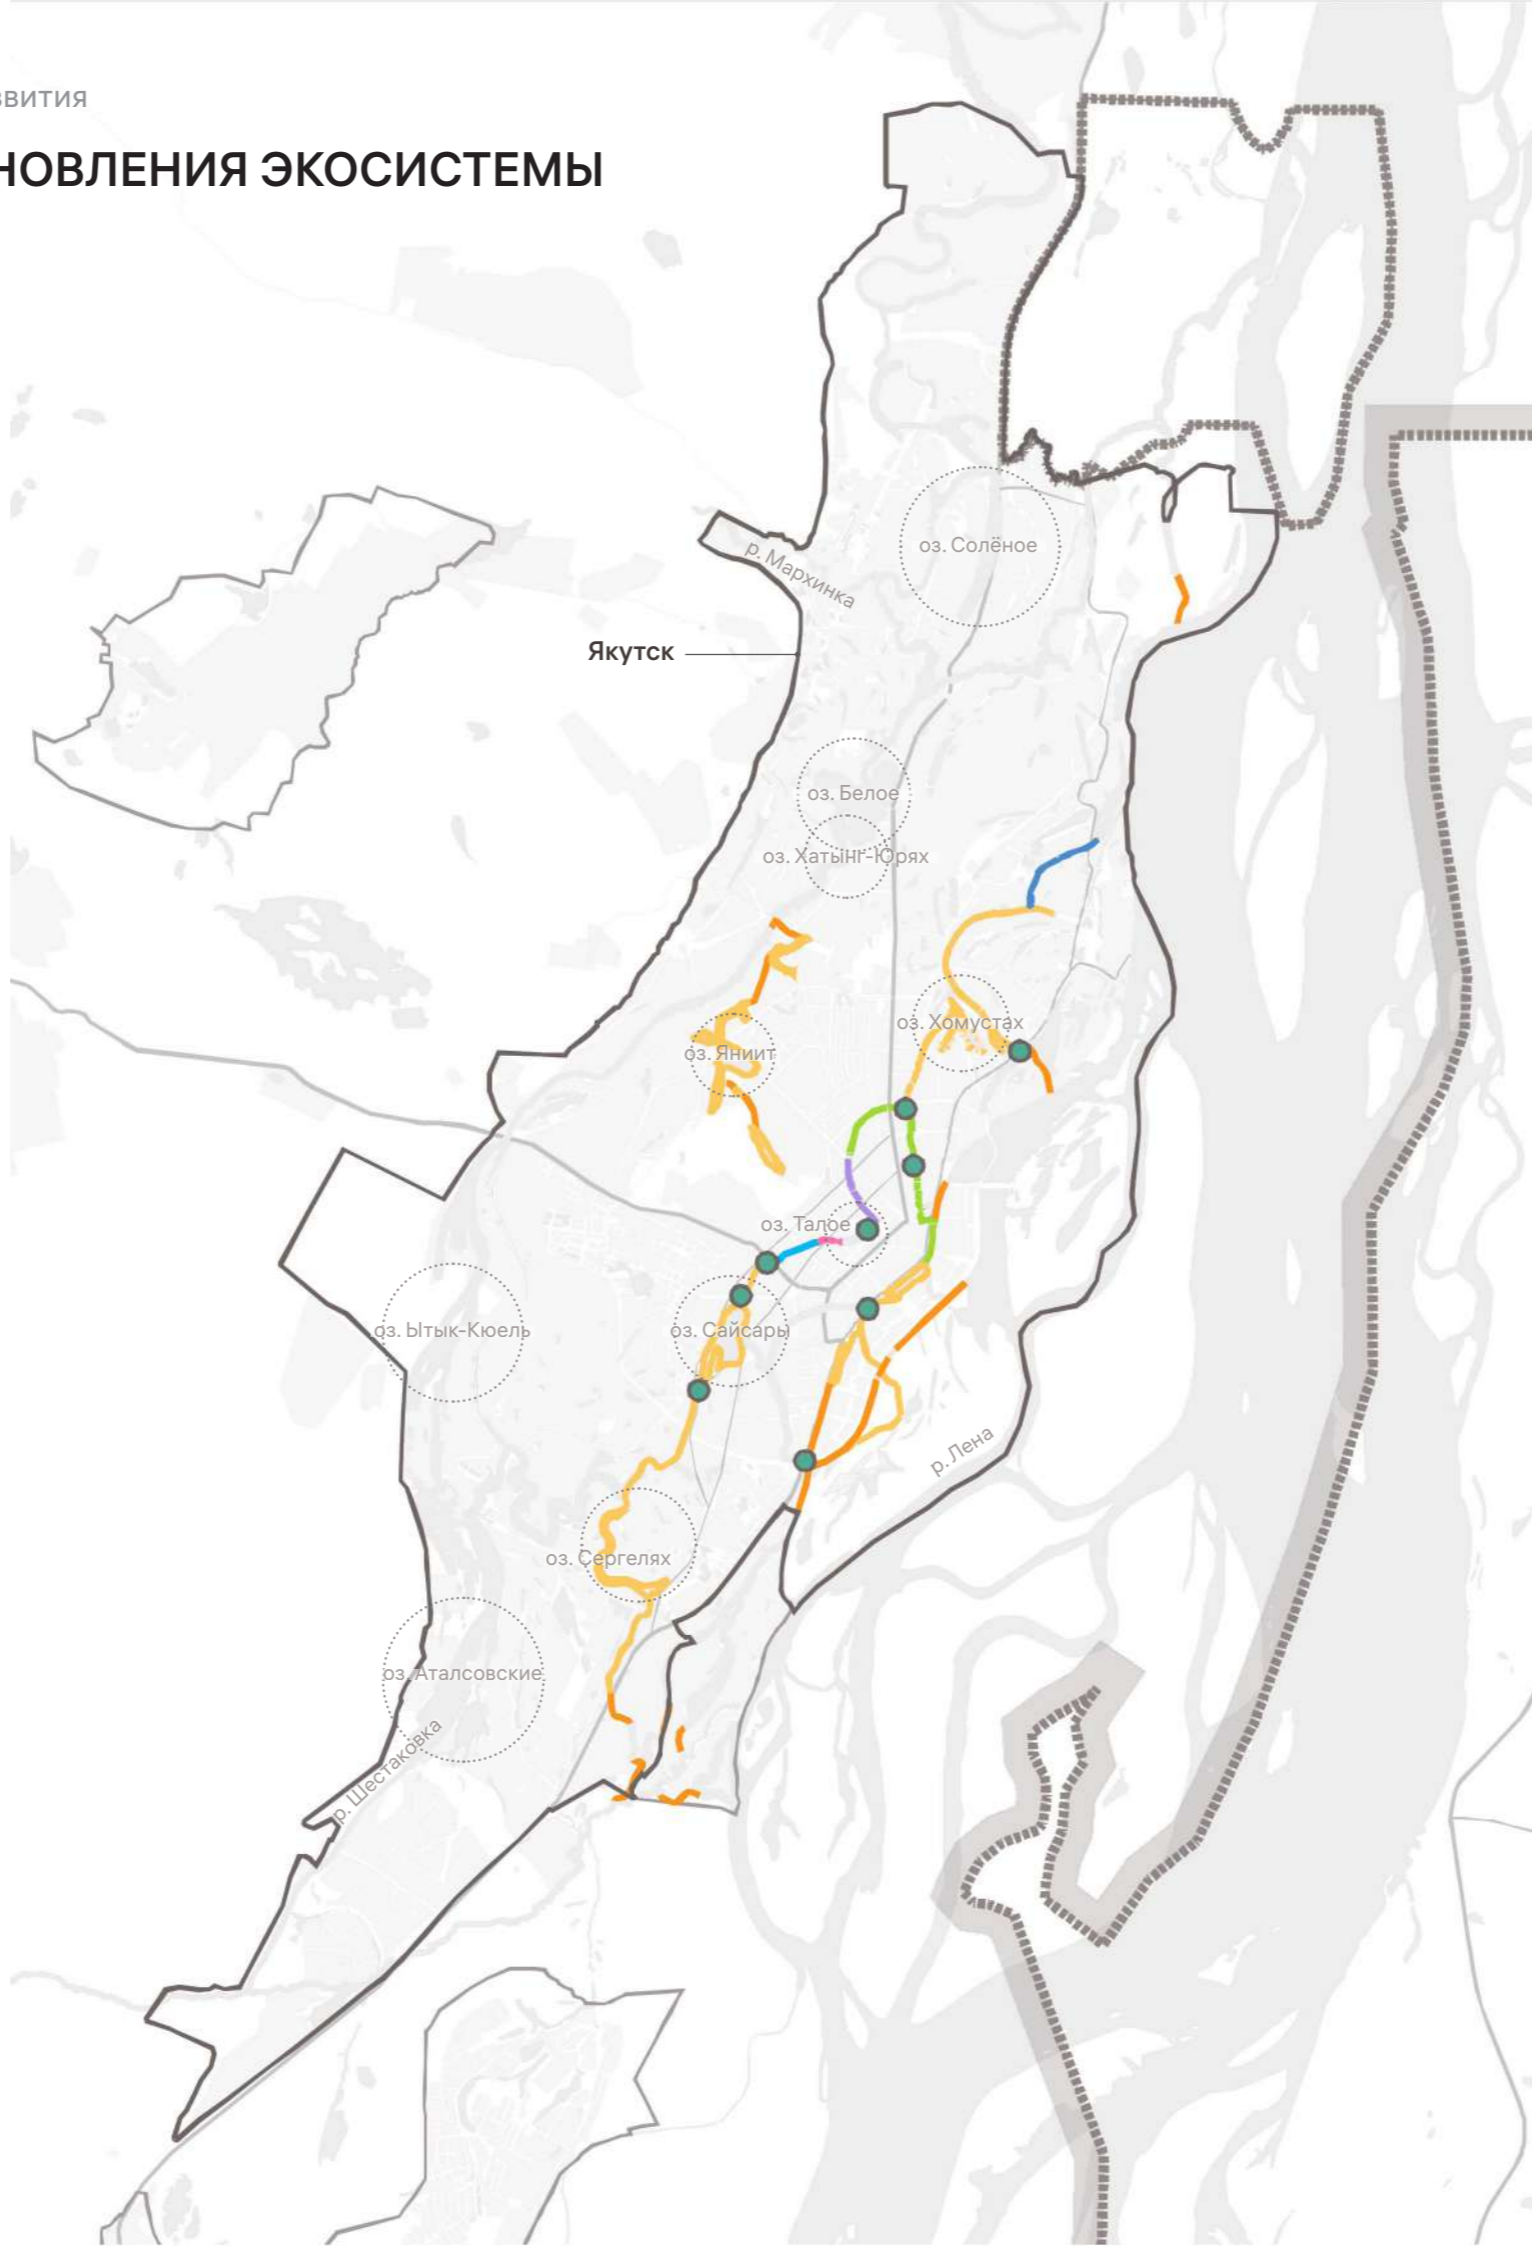 ЗВИТИЯ
НОВЛЕНИЯ ЭКОСИСТЕМЫ
оз. Солёное
р. Мархинка
Якутск
оз. Белое
оз. Хатынг-Юрях
оз. Хомустах
оз. Яниит
оз. Талое
оз. Ытык-Кюель
оз. Сайсары
р. Лена
оз. Сергелях
оз. Аталсовские
р. Шестаковка